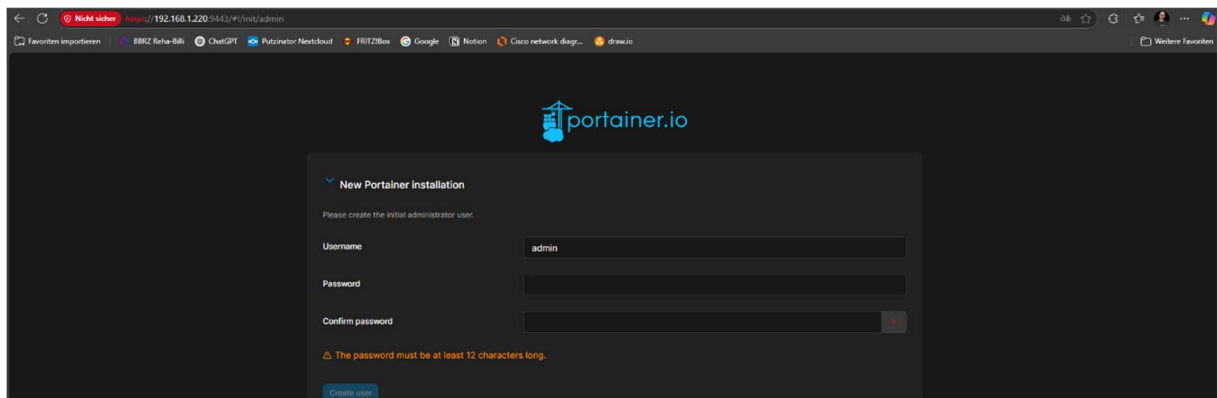 Nicht sicher https://192.168.1.220:9443/#!/init/admin
Favoriten importieren BBRZ Reha-Billi ChatGPT Putzinator Nextcloud FRITZ!Box Google Notion Cisco network diagr... draw.io Weitere Favoriten
portainer.io
New Portainer installation
Please create the initial administrator user.
Username admin
Password
Confirm password
The password must be at least 12 characters long.
Create user